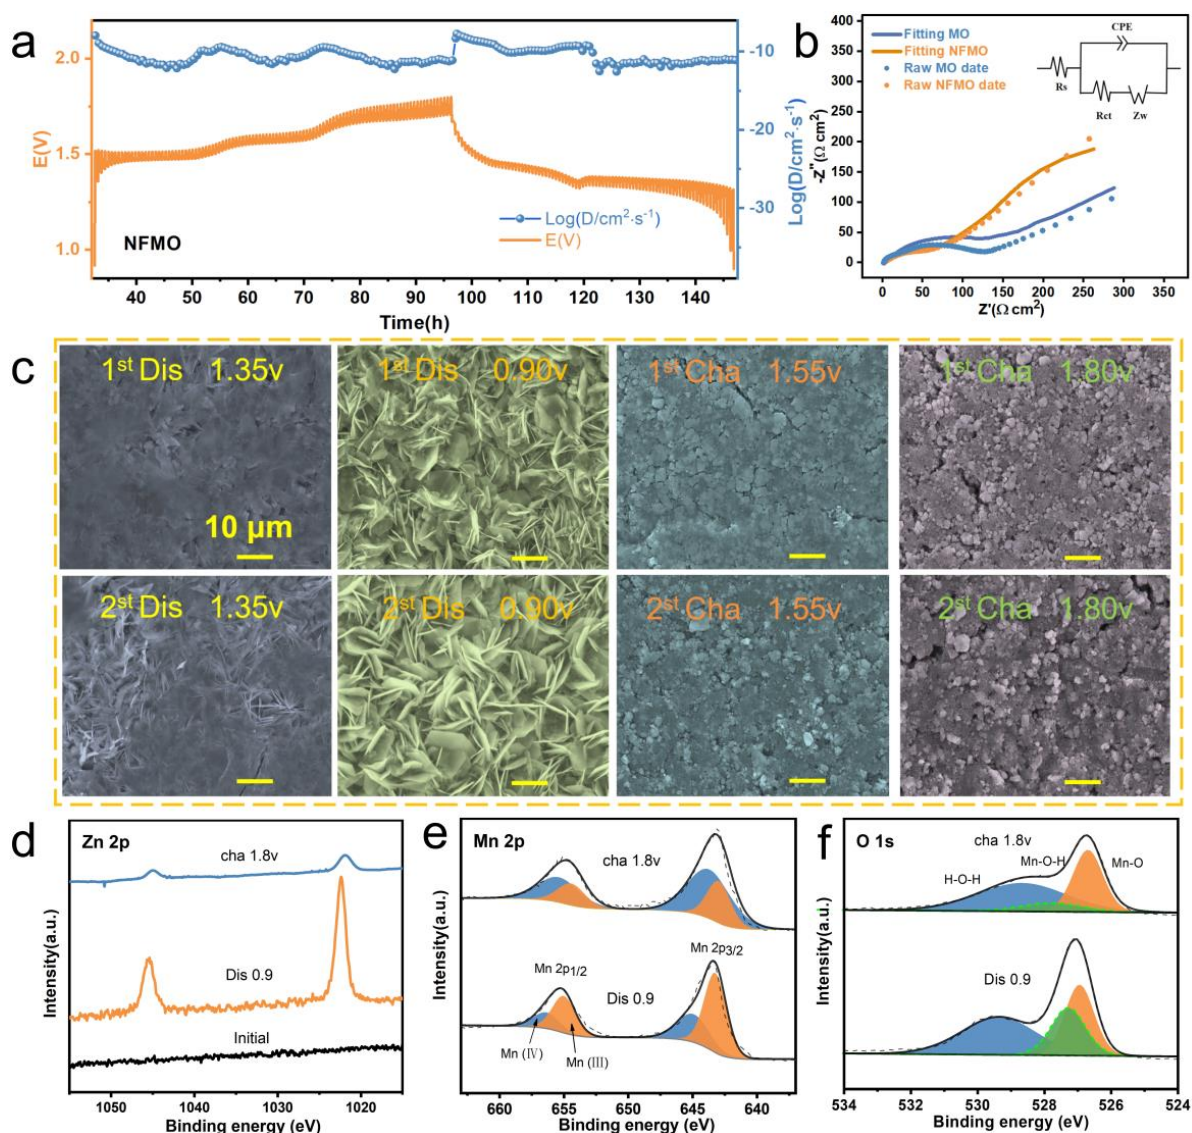 a
2.0
1.5
1.0
E(V)
-10
-20
-30
Log(D/cm²·s⁻¹)
Log(D/cm²·s⁻¹)
E(V)
NFMO
40 50 60 70 80 90 100 110 120 130 140
Time(h)
b
400
350
300
250
200
150
100
50
0
-Z"(Ω cm2)
Fitting MO
Fitting NFMO
Raw MO date
Raw NFMO date
CPE
Rs
Rct Zw
0 50 100 150 200 250 300 350
Z'(Ω cm2)
c
1st Dis 1.35v
10 μm
1st Dis 0.90v
1st Cha 1.55v
1st Cha 1.80v
2st Dis 1.35v
2st Dis 0.90v
2st Cha 1.55v
2st Cha 1.80v
d
Zn 2p
cha 1.8v
Dis 0.9
Initial
Intensity(a.u.)
1050 1040 1030 1020
Binding energy (eV)
e
Mn 2p
cha 1.8v
Mn 2p3/2
Mn 2p1/2
Dis 0.9
Mn (IV)
Mn (III)
Intensity(a.u.)
660 655 650 645 640
Binding energy (eV)
f
O 1s
cha 1.8v
Mn-O-H
Mn-O
H-O-H
Dis 0.9
Intensity(a.u.)
534 532 530 528 526 524
Binding energy (eV)